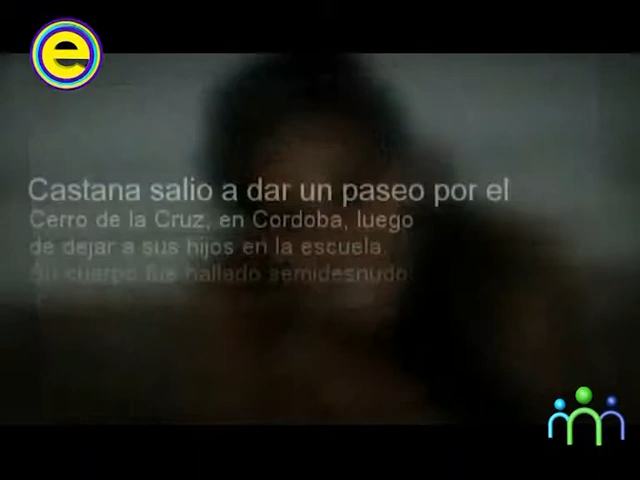 e
Castana salio a dar un paseo por el
Cerro de la Cruz, en Cordoba, luego
de dejar a sus hijos en la escuela.
Su cuerpo fue hallado semidesnudo